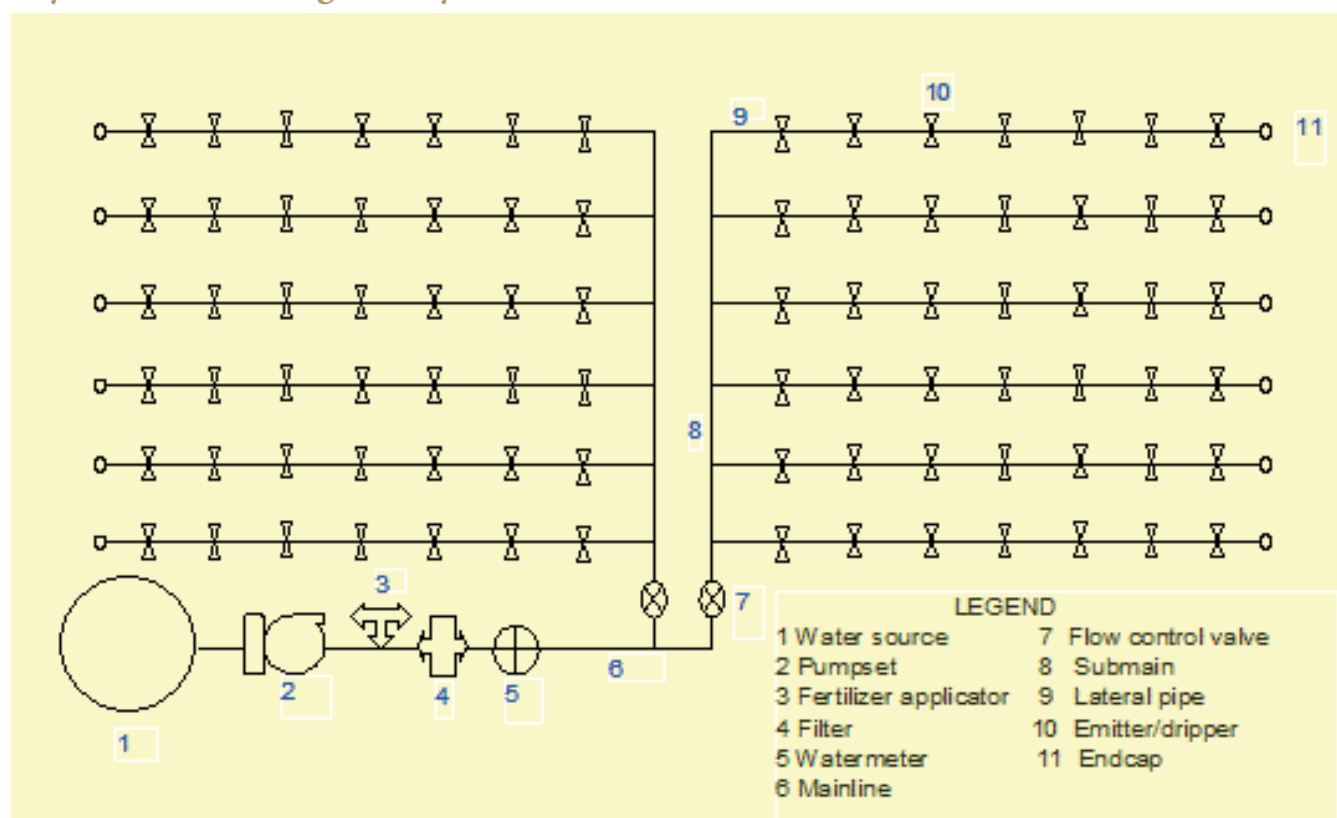 10
9
11
8
3
7
6
2
4
5
1
LEGEND
1 Water source
2 Pumpset
3 Fertilizer applicator
4 Filter
5 Watermeter
6 Mainline
7 Flow control valve
8 Submain
9 Lateral pipe
10 Emitter/dripper
11 Endcap